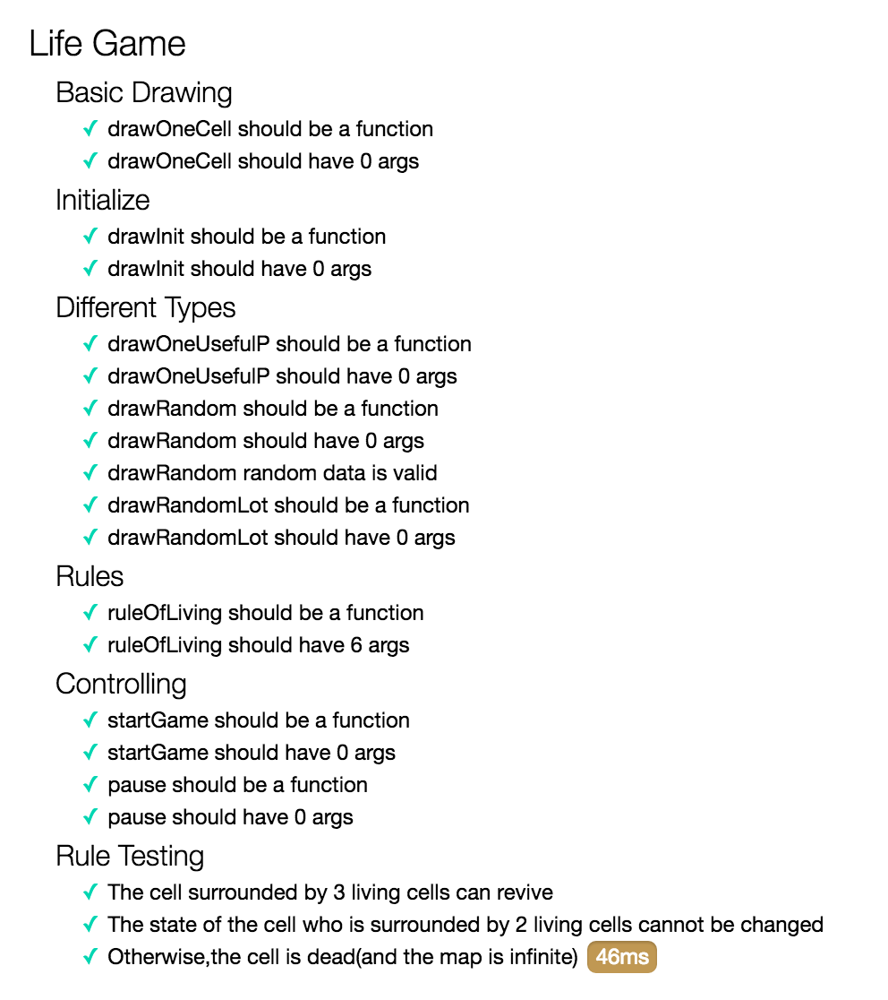 Life Game
Basic Drawing
✓ drawOneCell should be a function
✓ drawOneCell should have 0 args
Initialize
✓ drawInit should be a function
✓ drawInit should have 0 args
Different Types
✓ drawOneUsefulP should be a function
✓ drawOneUsefulP should have 0 args
✓ drawRandom should be a function
✓ drawRandom should have 0 args
✓ drawRandom random data is valid
✓ drawRandomLot should be a function
✓ drawRandomLot should have 0 args
Rules
✓ ruleOfLiving should be a function
✓ ruleOfLiving should have 6 args
Controlling
✓ startGame should be a function
✓ startGame should have 0 args
✓ pause should be a function
✓ pause should have 0 args
Rule Testing
✓ The cell surrounded by 3 living cells can revive
✓ The state of the cell who is surrounded by 2 living cells cannot be changed
✓ Otherwise,the cell is dead(and the map is infinite) 46ms